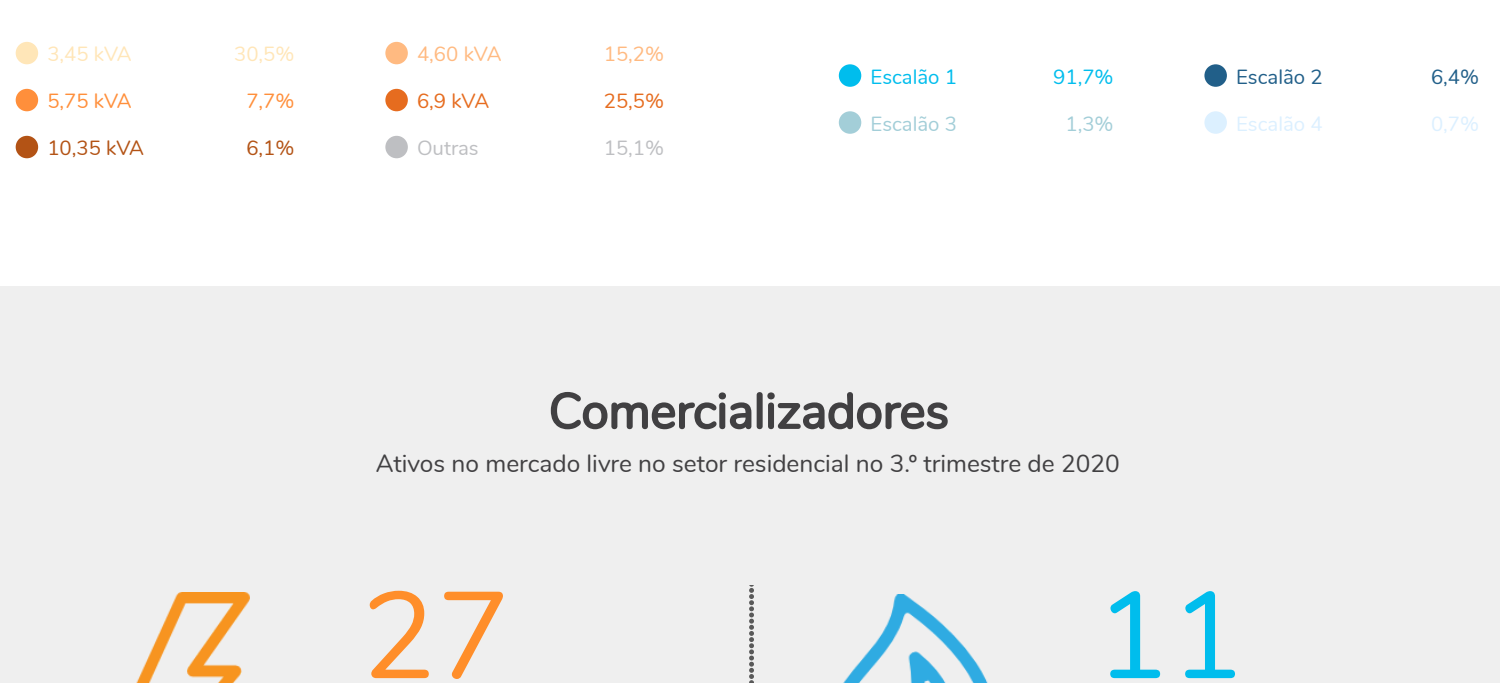 3,45 kVA 30,5% 4,60 kVA 15,2%
5,75 kVA 7,7% 6,9 kVA 25,5%
10,35 kVA 6,1% Outras 15,1%
Escalão 1 91,7% Escalão 2 6,4%
Escalão 3 1,3% Escalão 4 0,7%
Comercializadores
Ativos no mercado livre no setor residencial no 3.º trimestre de 2020
27 11